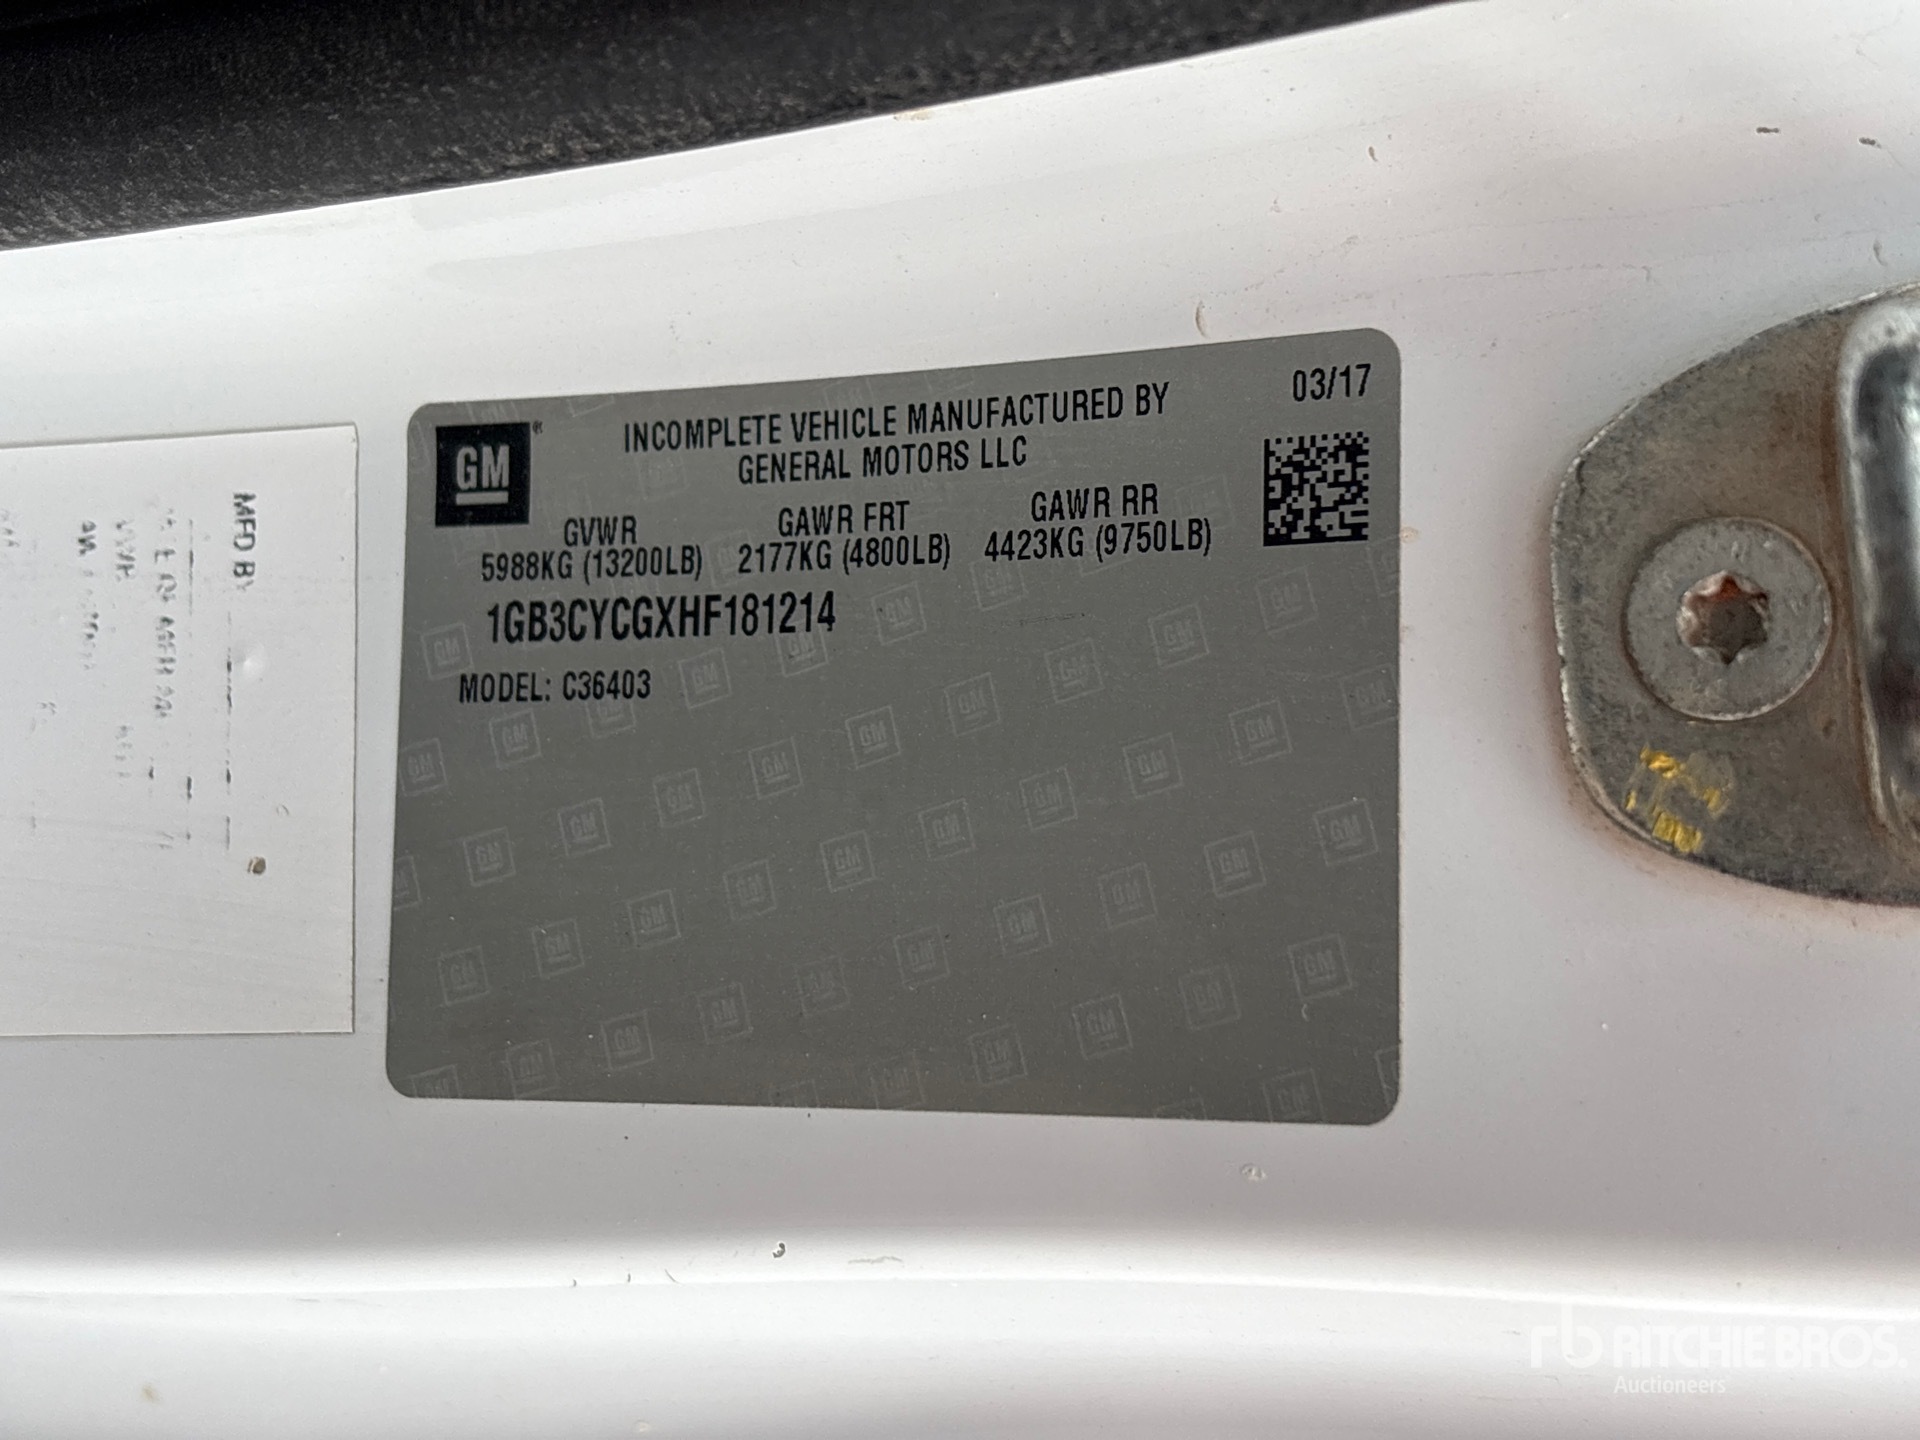 03/17
GM®
INCOMPLETE VEHICLE MANUFACTURED BY
GENERAL MOTORS LLC
GVWR GAWR FRT GAWR RR
5988KG (13200LB) 2177KG (4800LB) 4423KG (9750LB)
1GB3CYCGXHF181214
MODEL: C36403
MFD BY
rb RITCHIE BROS.
Auctioneers